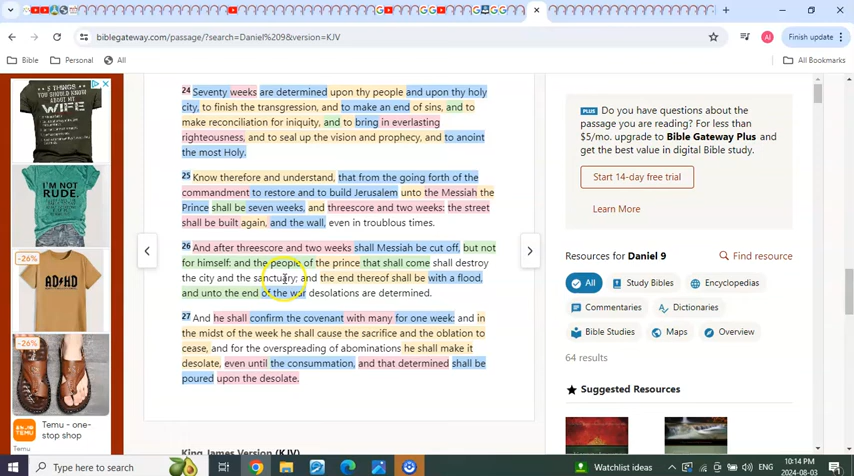 Finish update
biblegateway.com/passage/?search=Daniel%209&version=KJV
AI
Finish update
Bible
Personal
All
All Bookmarks
5 THINGS
YOU SHOULD
KNOW ABOUT
MY
WIFE
I'M NOT
RUDE.
-26%
ADHD
-26%
Temu - one-
stop shop
Temu
24 Seventy weeks are determined upon thy people and upon thy holy
city, to finish the transgression, and to make an end of sins, and to
make reconciliation for iniquity, and to bring in everlasting
righteousness, and to seal up the vision and prophecy, and to anoint
the most Holy.
25 Know therefore and understand, that from the going forth of the
commandment to restore and to build Jerusalem unto the Messiah the
Prince shall be seven weeks, and threescore and two weeks: the street
shall be built again, and the wall, even in troublous times.
26 And after threescore and two weeks shall Messiah be cut off, but not
for himself: and the people of the prince that shall come shall destroy
the city and the sanctuary; and the end thereof shall be with a flood,
and unto the end of the war desolations are determined.
27 And he shall confirm the covenant with many for one week: and in
the midst of the week he shall cause the sacrifice and the oblation to
cease, and for the overspreading of abominations he shall make it
desolate, even until the consummation, and that determined shall be
poured upon the desolate.
King James Version (KJV)
PLUS Do you have questions about the
passage you are reading? For less than
$5/mo. upgrade to Bible Gateway Plus and
get the best value in digital Bible study.
Start 14-day free trial
Learn More
Resources for Daniel 9
Find resource
All
Study Bibles
Encyclopedias
Commentaries
Dictionaries
Bible Studies
Maps
Overview
64 results
Suggested Resources
Type here to search
Watchlist ideas
ENG
10:14 PM
2024-08-03